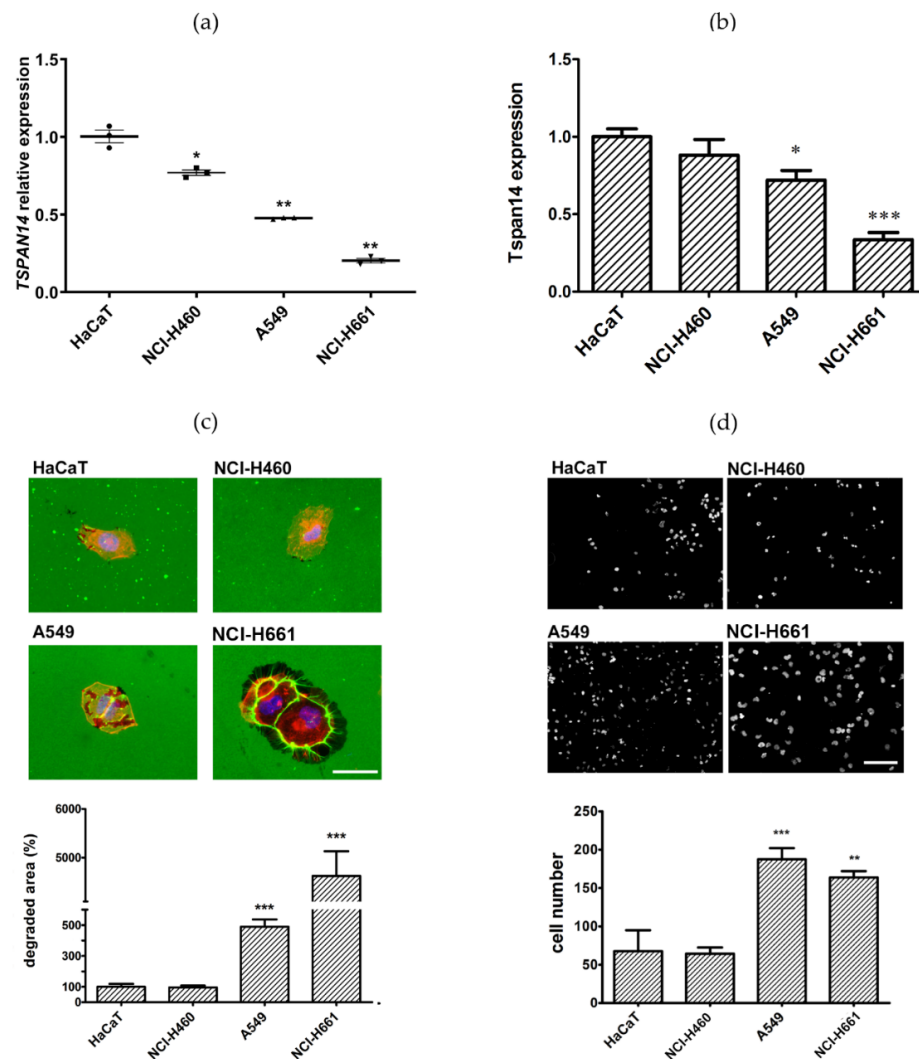 (a)
1.5
1.0
0.5
0.0
TSPAN14 relative expression
*
**
**
HaCaT
NCI-H460
A549
NCI-H661
(b)
1.5
1.0
0.5
0.0
Tspan14 expression
*
***
HaCaT
NCI-H460
A549
NCI-H661
(c)
HaCaT
NCI-H460
A549
NCI-H661
6000
5000
500
300
100
0
degraded area (%)
***
***
HaCaT
NCI-H460
A549
NCI-H661
(d)
HaCaT
NCI-H460
A549
NCI-H661
250
200
150
100
50
0
cell number
***
**
HaCaT
NCI-H460
A549
NCI-H661